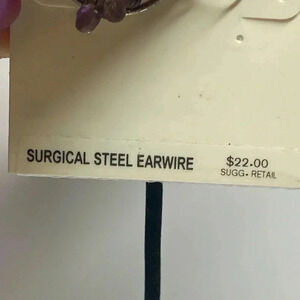 SURGICAL STEEL EARWIRE $22.00
SUGG. RETAIL